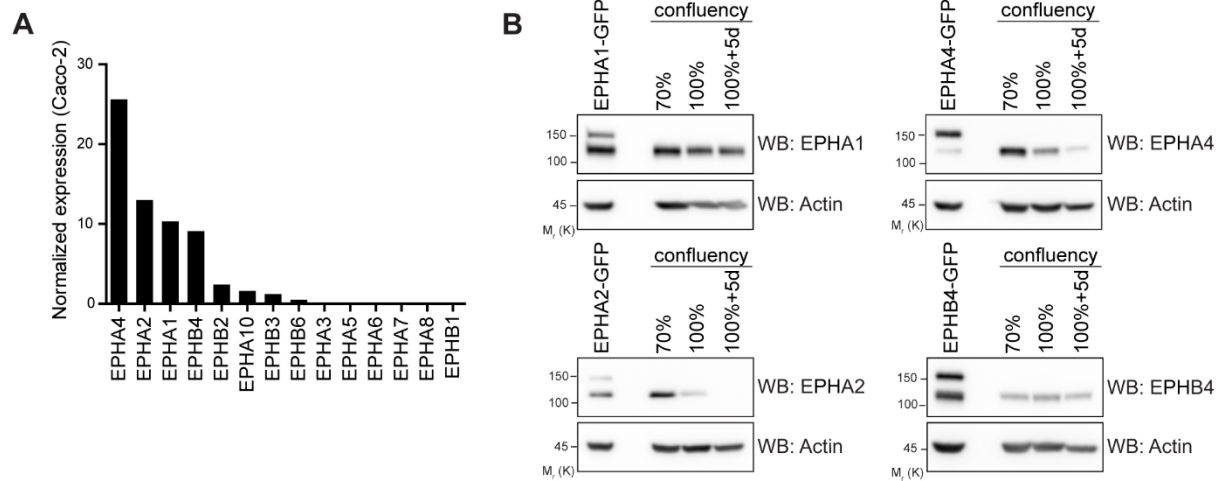 A
Normalized expression (Caco-2)
30
20
10
0
EPHA4
EPHA2
EPHA1
EPHB4
EPHB2
EPHA10
EPHB3
EPHB6
EPHA3
EPHA5
EPHA6
EPHA7
EPHA8
EPHB1
B
EPHA1-GFP
confluency
70%
100%
100%+5d
150
100
WB: EPHA1
45
WB: Actin
Mr (K)
EPHA4-GFP
confluency
70%
100%
100%+5d
150
100
WB: EPHA4
45
WB: Actin
Mr (K)
EPHA2-GFP
confluency
70%
100%
100%+5d
150
100
WB: EPHA2
45
WB: Actin
Mr (K)
EPHB4-GFP
confluency
70%
100%
100%+5d
150
100
WB: EPHB4
45
WB: Actin
Mr (K)